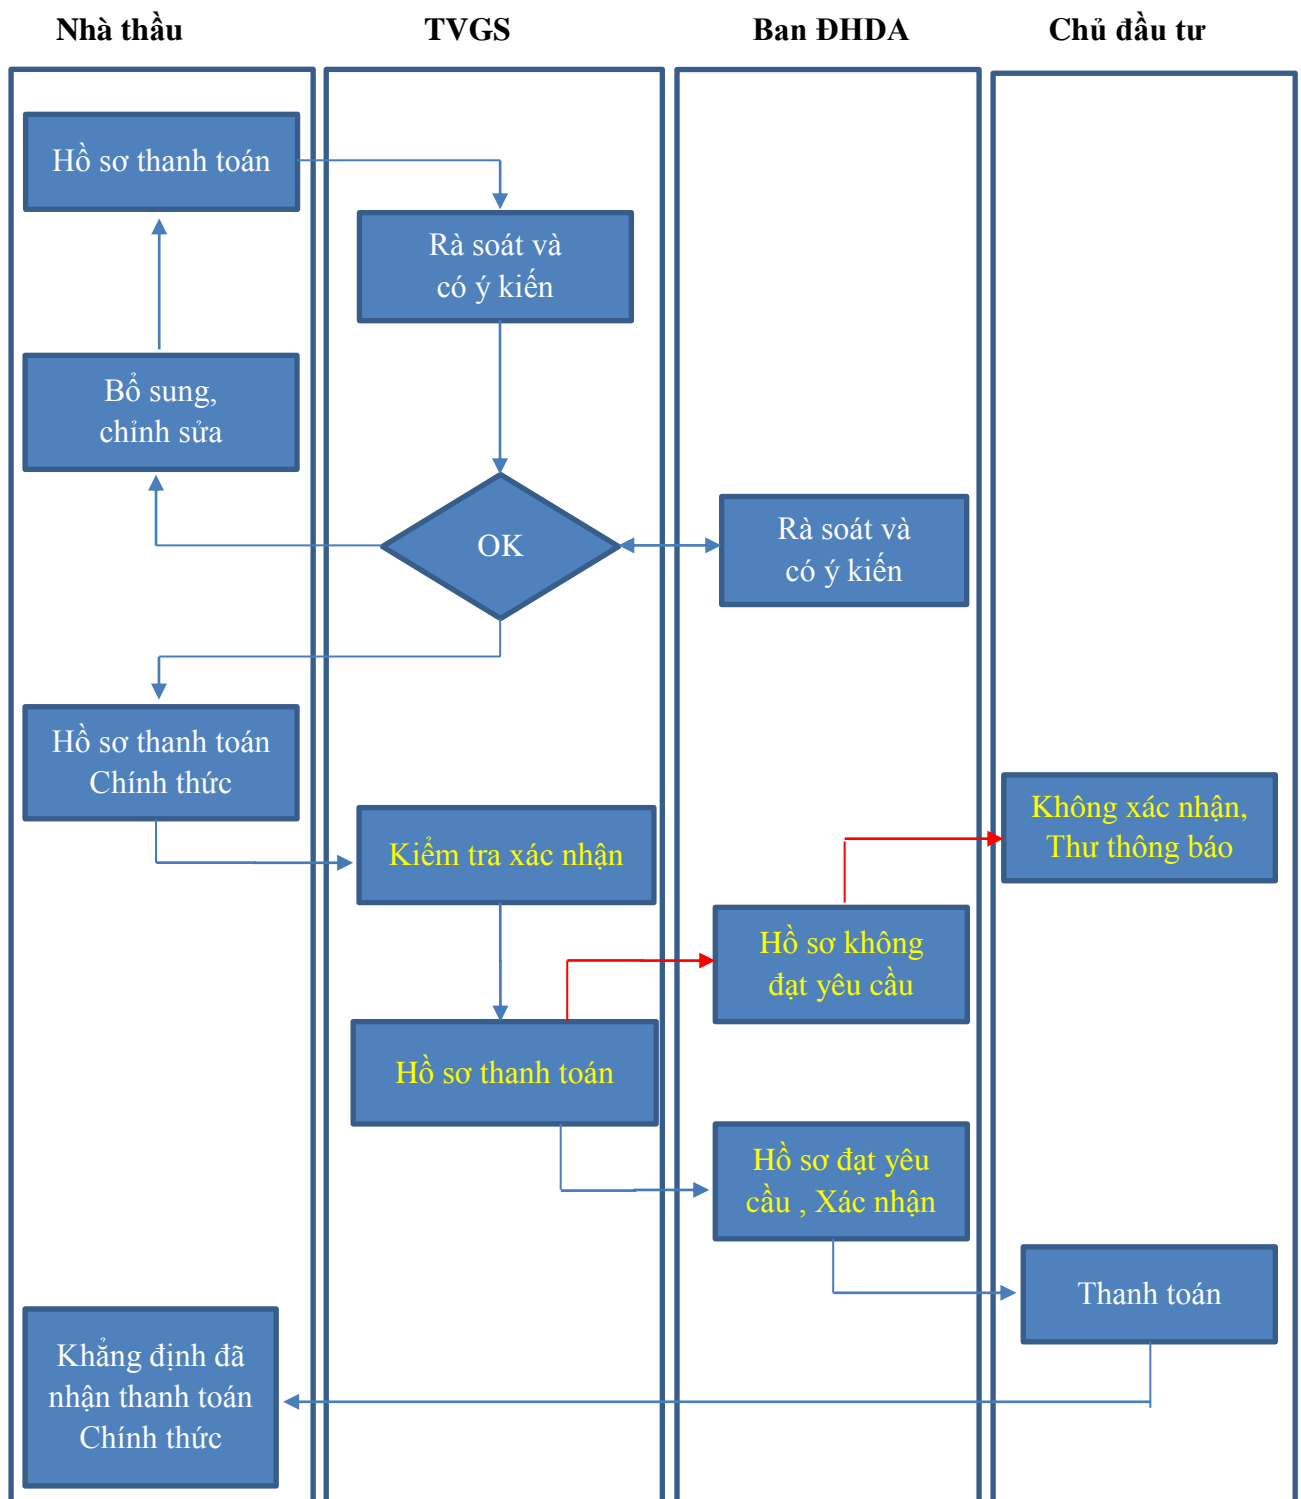 Nhà thầu
TVGS
Ban ĐHDA
Chủ đầu tư
Hồ sơ thanh toán
Rà soát và
có ý kiến
Bổ sung,
chỉnh sửa
OK
Rà soát và
có ý kiến
Hồ sơ thanh toán
Chính thức
Không xác nhận,
Thư thông báo
Kiểm tra xác nhận
Hồ sơ không
đạt yêu cầu
Hồ sơ thanh toán
Hồ sơ đạt yêu
cầu , Xác nhận
Thanh toán
Khẳng định đã
nhận thanh toán
Chính thức